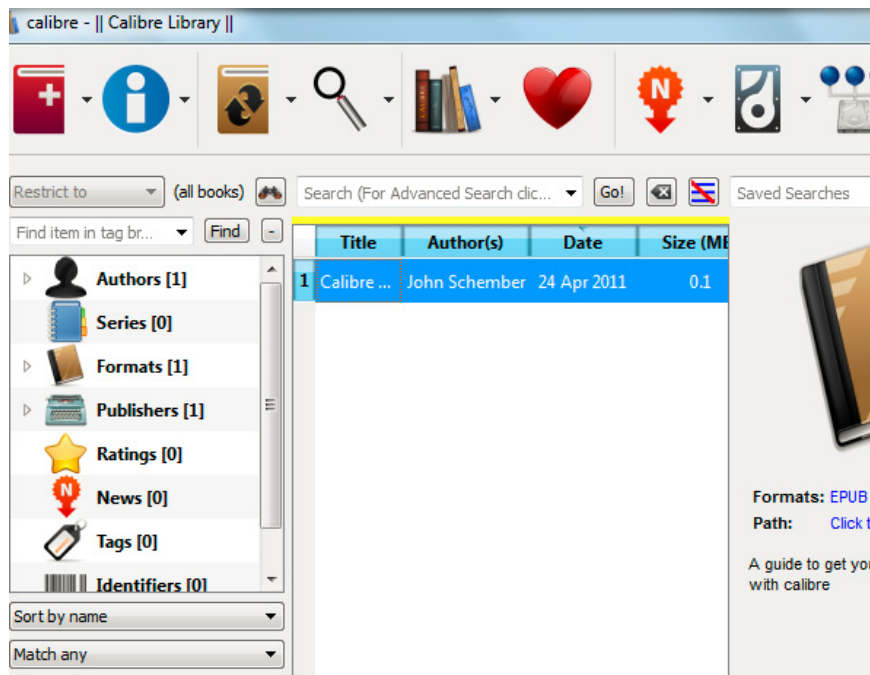 calibre - || Calibre Library ||
N
Restrict to (all books) Search (For Advanced Search clic... Go! Saved Searches
Find item in tag br... Find -
Title Author(s) Date Size (MB
1 Calibre ... John Schember 24 Apr 2011 0.1
Authors [1]
Series [0]
Formats [1]
Publishers [1]
Ratings [0]
N News [0]
Tags [0]
Identifiers [0]
Sort by name
Match any
Formats: EPUB
Path: Click t
A guide to get you
with calibre